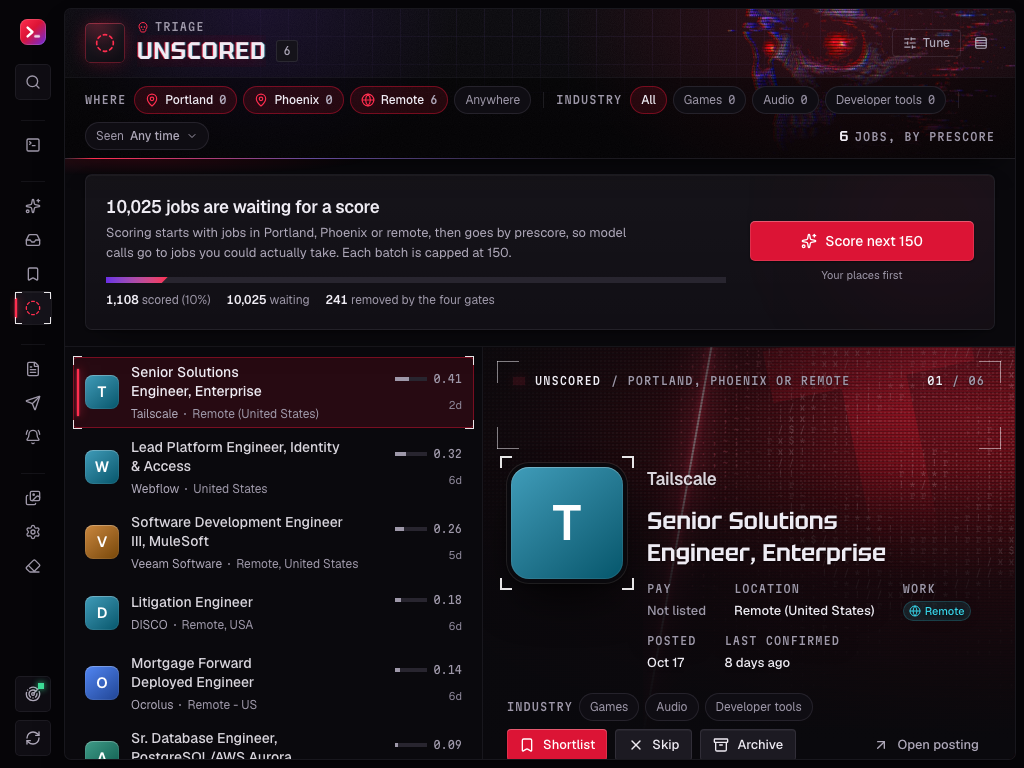 TRIAGE
UNSCORED 6
Tune
WHERE Portland 0 Phoenix 0 Remote 6 Anywhere INDUSTRY All Games 0 Audio 0 Developer tools 0
Seen Any time
6 JOBS, BY PRESCORE
10,025 jobs are waiting for a score
Scoring starts with jobs in Portland, Phoenix or remote, then goes by prescore, so model
calls go to jobs you could actually take. Each batch is capped at 150.
Score next 150
Your places first
1,108 scored (10%) 10,025 waiting 241 removed by the four gates
T
Senior Solutions
Engineer, Enterprise
Tailscale · Remote (United States)
0.41
2d
W
Lead Platform Engineer, Identity
& Access
Webflow · United States
0.32
6d
V
Software Development Engineer
III, MuleSoft
Veeam Software · Remote, United States
0.26
5d
D
Litigation Engineer
DISCO · Remote, USA
0.18
6d
O
Mortgage Forward
Deployed Engineer
Ocrolus · Remote - US
0.14
6d
A
Sr. Database Engineer,
PostgreSQL/AWS Aurora
0.09
UNSCORED / PORTLAND, PHOENIX OR REMOTE 01 / 06
T
Tailscale
Senior Solutions
Engineer, Enterprise
PAY LOCATION WORK
Not listed Remote (United States) Remote
POSTED LAST CONFIRMED
Oct 17 8 days ago
INDUSTRY Games Audio Developer tools
Shortlist Skip Archive Open posting